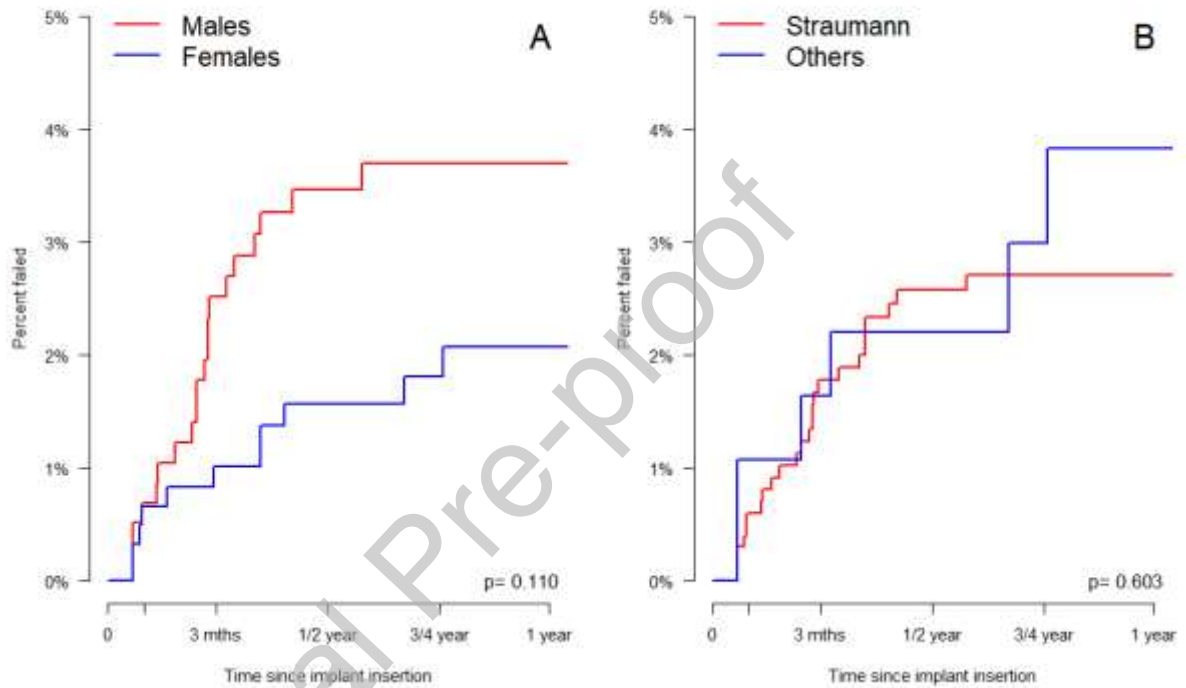 5%
4%
3%
2%
1%
0%
Percent failed
Males
Females
A
p= 0.110
0
3 mths
1/2 year
3/4 year
1 year
Time since implant insertion
5%
4%
3%
2%
1%
0%
Percent failed
Straumann
Others
B
p= 0.603
0
3 mths
1/2 year
3/4 year
1 year
Time since implant insertion
al Pre-proof